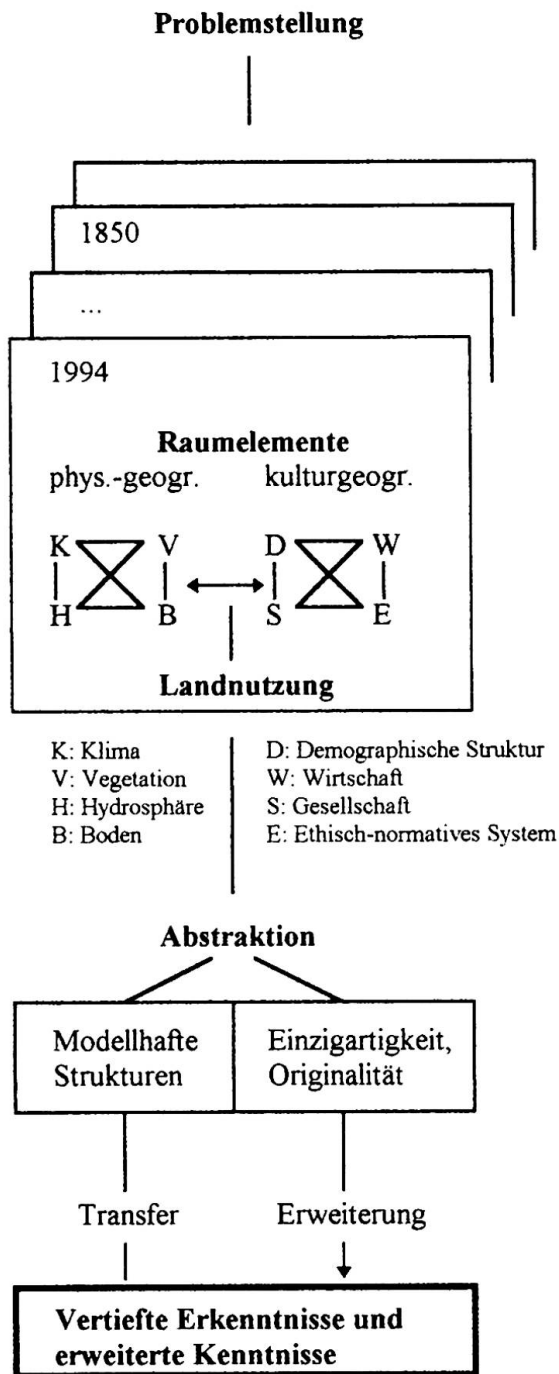 Problemstellung
1850
...
1994
Raumelemente
phys.-geogr. kulturgeogr.
K V D W
H B S E
Landnutzung
K: Klima D: Demographische Struktur
V: Vegetation W: Wirtschaft
H: Hydrosphäre S: Gesellschaft
B: Boden E: Ethisch-normatives System
Abstraktion
Modellhafte Einzigartigkeit,
Strukturen Originalität
Transfer Erweiterung
Vertiefte Erkenntnisse und
erweiterte Kenntnisse